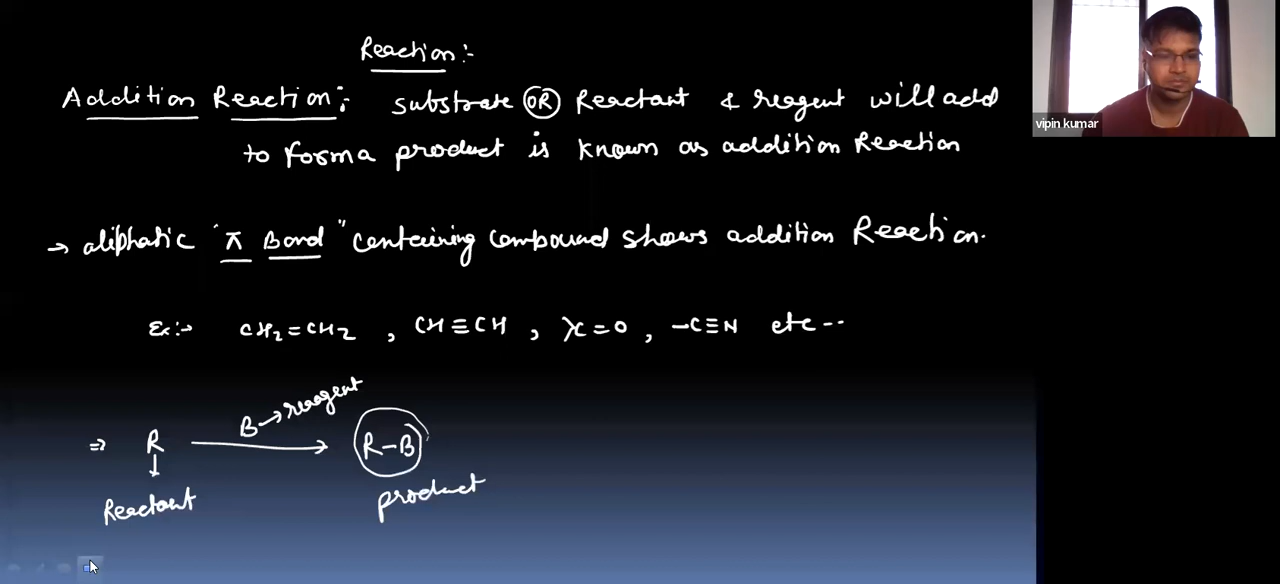 Reaction:-
Addition Reaction:- substrate OR Reactant & reagent will add
to form a product is known as addition Reaction
→ aliphatic "π Bond" containing compound shows addition Reaction.
Ex:- CH₂=CH₂ , CH≡CH , >C=O , -C≡N etc --
B→reagent
⇒ R ⟶ R-B
↓
Reactant product
vipin kumar